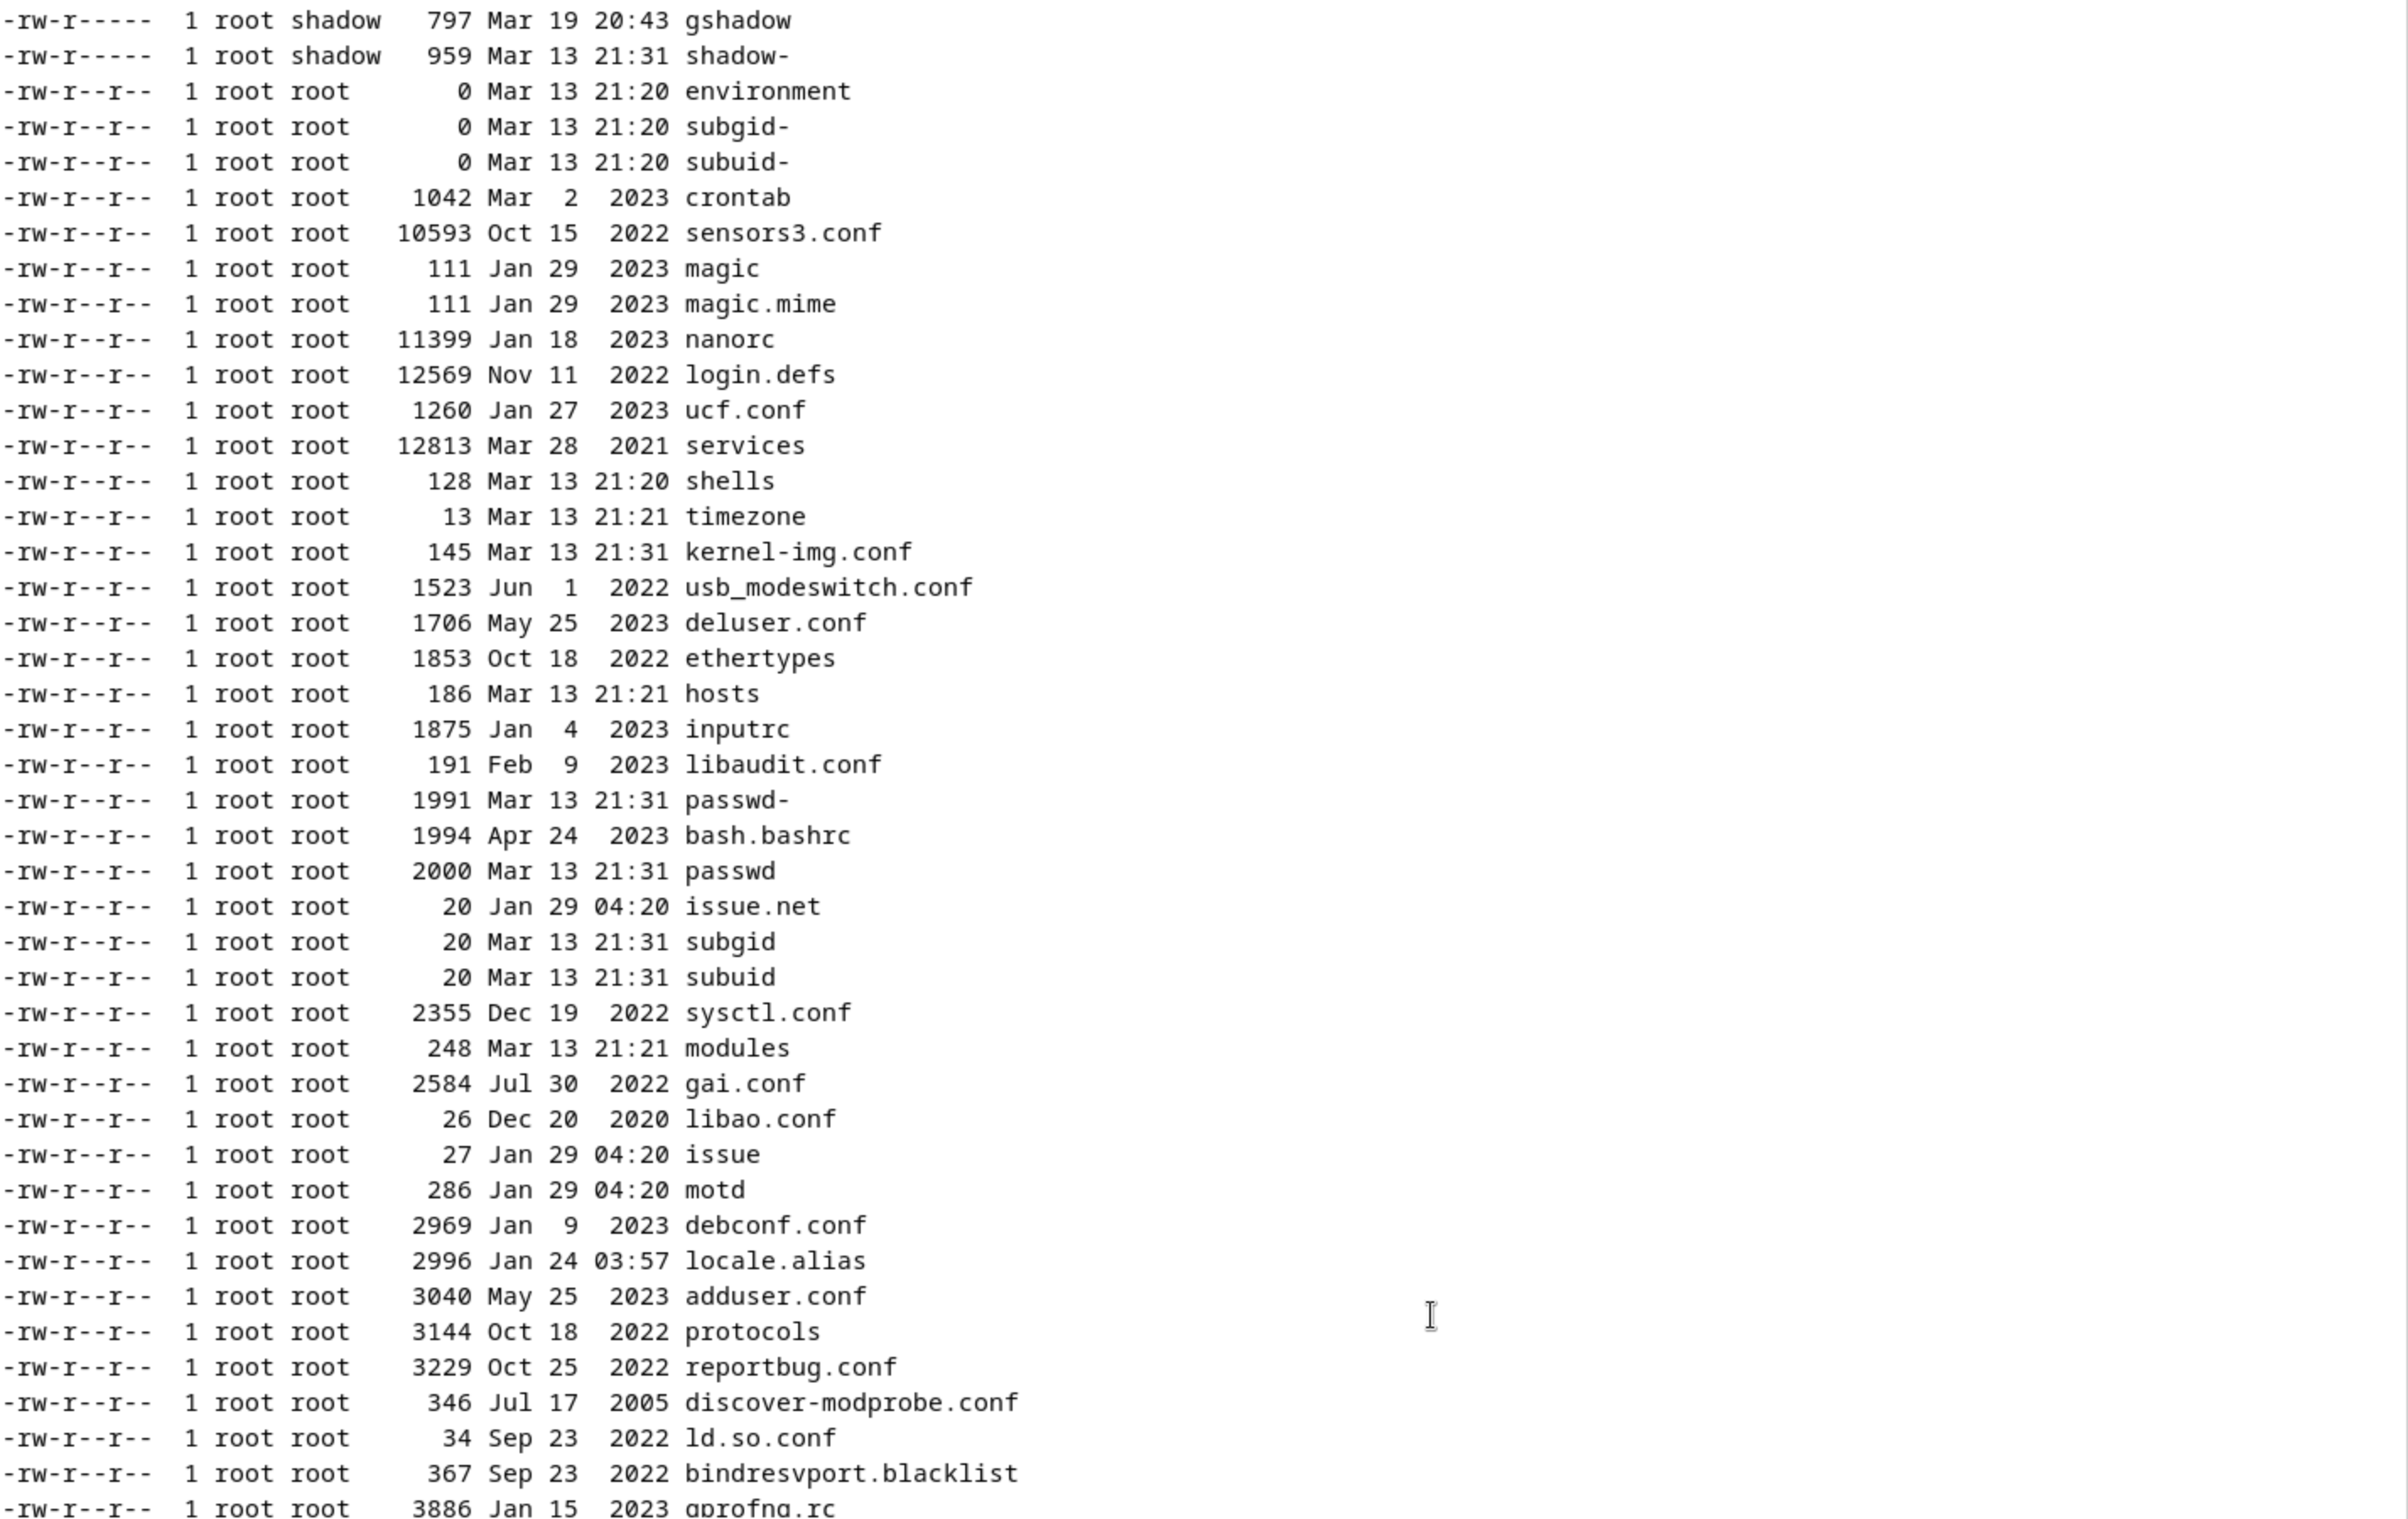 -rw-r-----  1 root shadow   797 Mar 19 20:43 gshadow
-rw-r-----  1 root shadow   959 Mar 13 21:31 shadow-
-rw-r--r--  1 root root       0 Mar 13 21:20 environment
-rw-r--r--  1 root root       0 Mar 13 21:20 subgid-
-rw-r--r--  1 root root       0 Mar 13 21:20 subuid-
-rw-r--r--  1 root root    1042 Mar  2  2023 crontab
-rw-r--r--  1 root root   10593 Oct 15  2022 sensors3.conf
-rw-r--r--  1 root root     111 Jan 29  2023 magic
-rw-r--r--  1 root root     111 Jan 29  2023 magic.mime
-rw-r--r--  1 root root   11399 Jan 18  2023 nanorc
-rw-r--r--  1 root root   12569 Nov 11  2022 login.defs
-rw-r--r--  1 root root    1260 Jan 27  2023 ucf.conf
-rw-r--r--  1 root root   12813 Mar 28  2021 services
-rw-r--r--  1 root root     128 Mar 13 21:20 shells
-rw-r--r--  1 root root      13 Mar 13 21:21 timezone
-rw-r--r--  1 root root     145 Mar 13 21:31 kernel-img.conf
-rw-r--r--  1 root root    1523 Jun  1  2022 usb_modeswitch.conf
-rw-r--r--  1 root root    1706 May 25  2023 deluser.conf
-rw-r--r--  1 root root    1853 Oct 18  2022 ethertypes
-rw-r--r--  1 root root     186 Mar 13 21:21 hosts
-rw-r--r--  1 root root    1875 Jan  4  2023 inputrc
-rw-r--r--  1 root root     191 Feb  9  2023 libaudit.conf
-rw-r--r--  1 root root    1991 Mar 13 21:31 passwd-
-rw-r--r--  1 root root    1994 Apr 24  2023 bash.bashrc
-rw-r--r--  1 root root    2000 Mar 13 21:31 passwd
-rw-r--r--  1 root root      20 Jan 29 04:20 issue.net
-rw-r--r--  1 root root      20 Mar 13 21:31 subgid
-rw-r--r--  1 root root      20 Mar 13 21:31 subuid
-rw-r--r--  1 root root    2355 Dec 19  2022 sysctl.conf
-rw-r--r--  1 root root     248 Mar 13 21:21 modules
-rw-r--r--  1 root root    2584 Jul 30  2022 gai.conf
-rw-r--r--  1 root root      26 Dec 20  2020 libao.conf
-rw-r--r--  1 root root      27 Jan 29 04:20 issue
-rw-r--r--  1 root root     286 Jan 29 04:20 motd
-rw-r--r--  1 root root    2969 Jan  9  2023 debconf.conf
-rw-r--r--  1 root root    2996 Jan 24 03:57 locale.alias
-rw-r--r--  1 root root    3040 May 25  2023 adduser.conf
-rw-r--r--  1 root root    3144 Oct 18  2022 protocols
-rw-r--r--  1 root root    3229 Oct 25  2022 reportbug.conf
-rw-r--r--  1 root root     346 Jul 17  2005 discover-modprobe.conf
-rw-r--r--  1 root root      34 Sep 23  2022 ld.so.conf
-rw-r--r--  1 root root     367 Sep 23  2022 bindresvport.blacklist
-rw-r--r--  1 root root    3886 Jan 15  2023 gprofng.rc